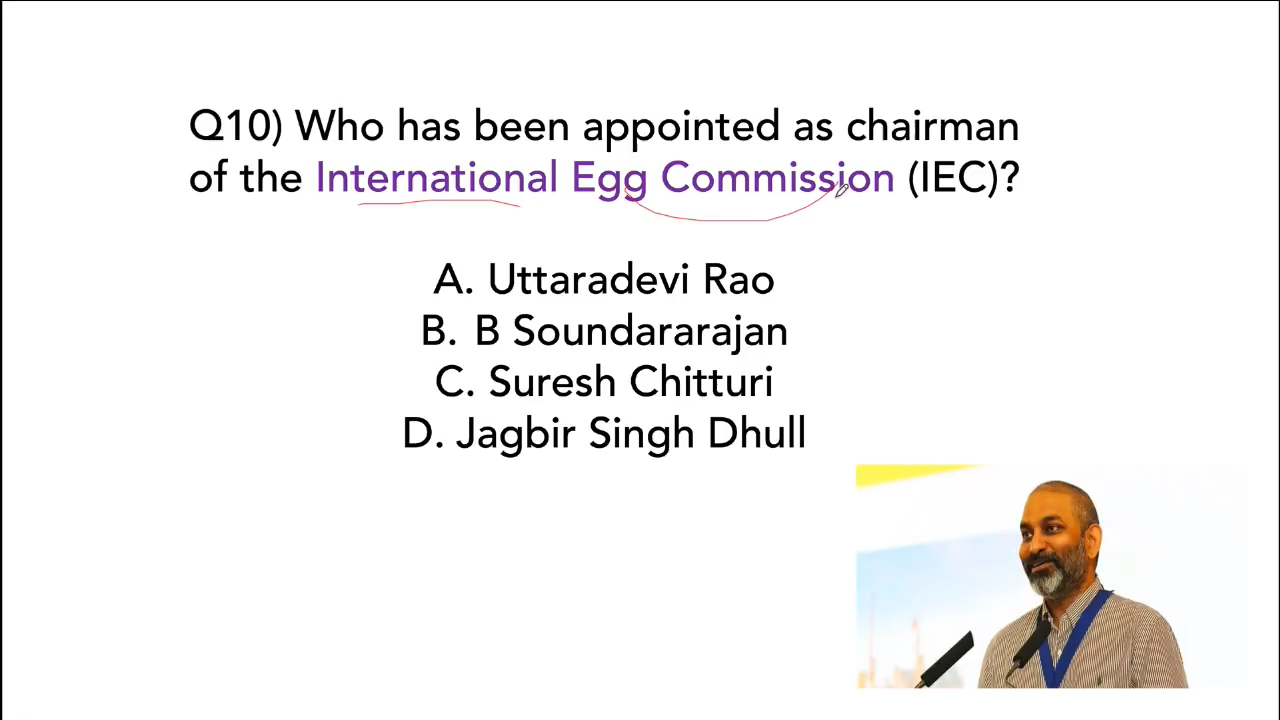 Q10) Who has been appointed as chairman
of the International Egg Commission (IEC)?
A. Uttaradevi Rao
B. B Soundararajan
C. Suresh Chitturi
D. Jagbir Singh Dhull